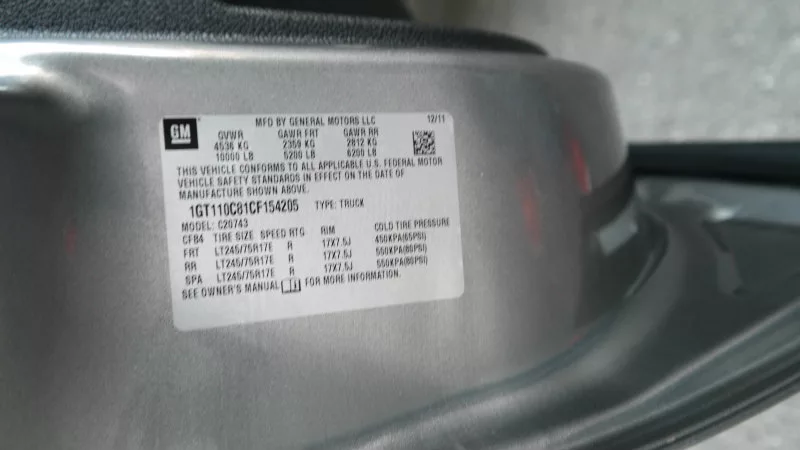 GM
MFD BY GENERAL MOTORS LLC 12/11
GVWR GAWR FRT GAWR RR
4536 KG 2359 KG 2812 KG
10000 LB 5200 LB 6200 LB
THIS VEHICLE CONFORMS TO ALL APPLICABLE U.S. FEDERAL MOTOR
VEHICLE SAFETY STANDARDS IN EFFECT ON THE DATE OF
MANUFACTURE SHOWN ABOVE.
1GT110C81CF154205 TYPE: TRUCK
MODEL: C20743
CFB4 TIRE SIZE SPEED RTG RIM COLD TIRE PRESSURE
FRT LT245/75R17E R 17X7.5J 450KPA(65PSI)
RR LT245/75R17E R 17X7.5J 550KPA(80PSI)
SPA LT245/75R17E R 17X7.5J 550KPA(80PSI)
SEE OWNER'S MANUAL FOR MORE INFORMATION.